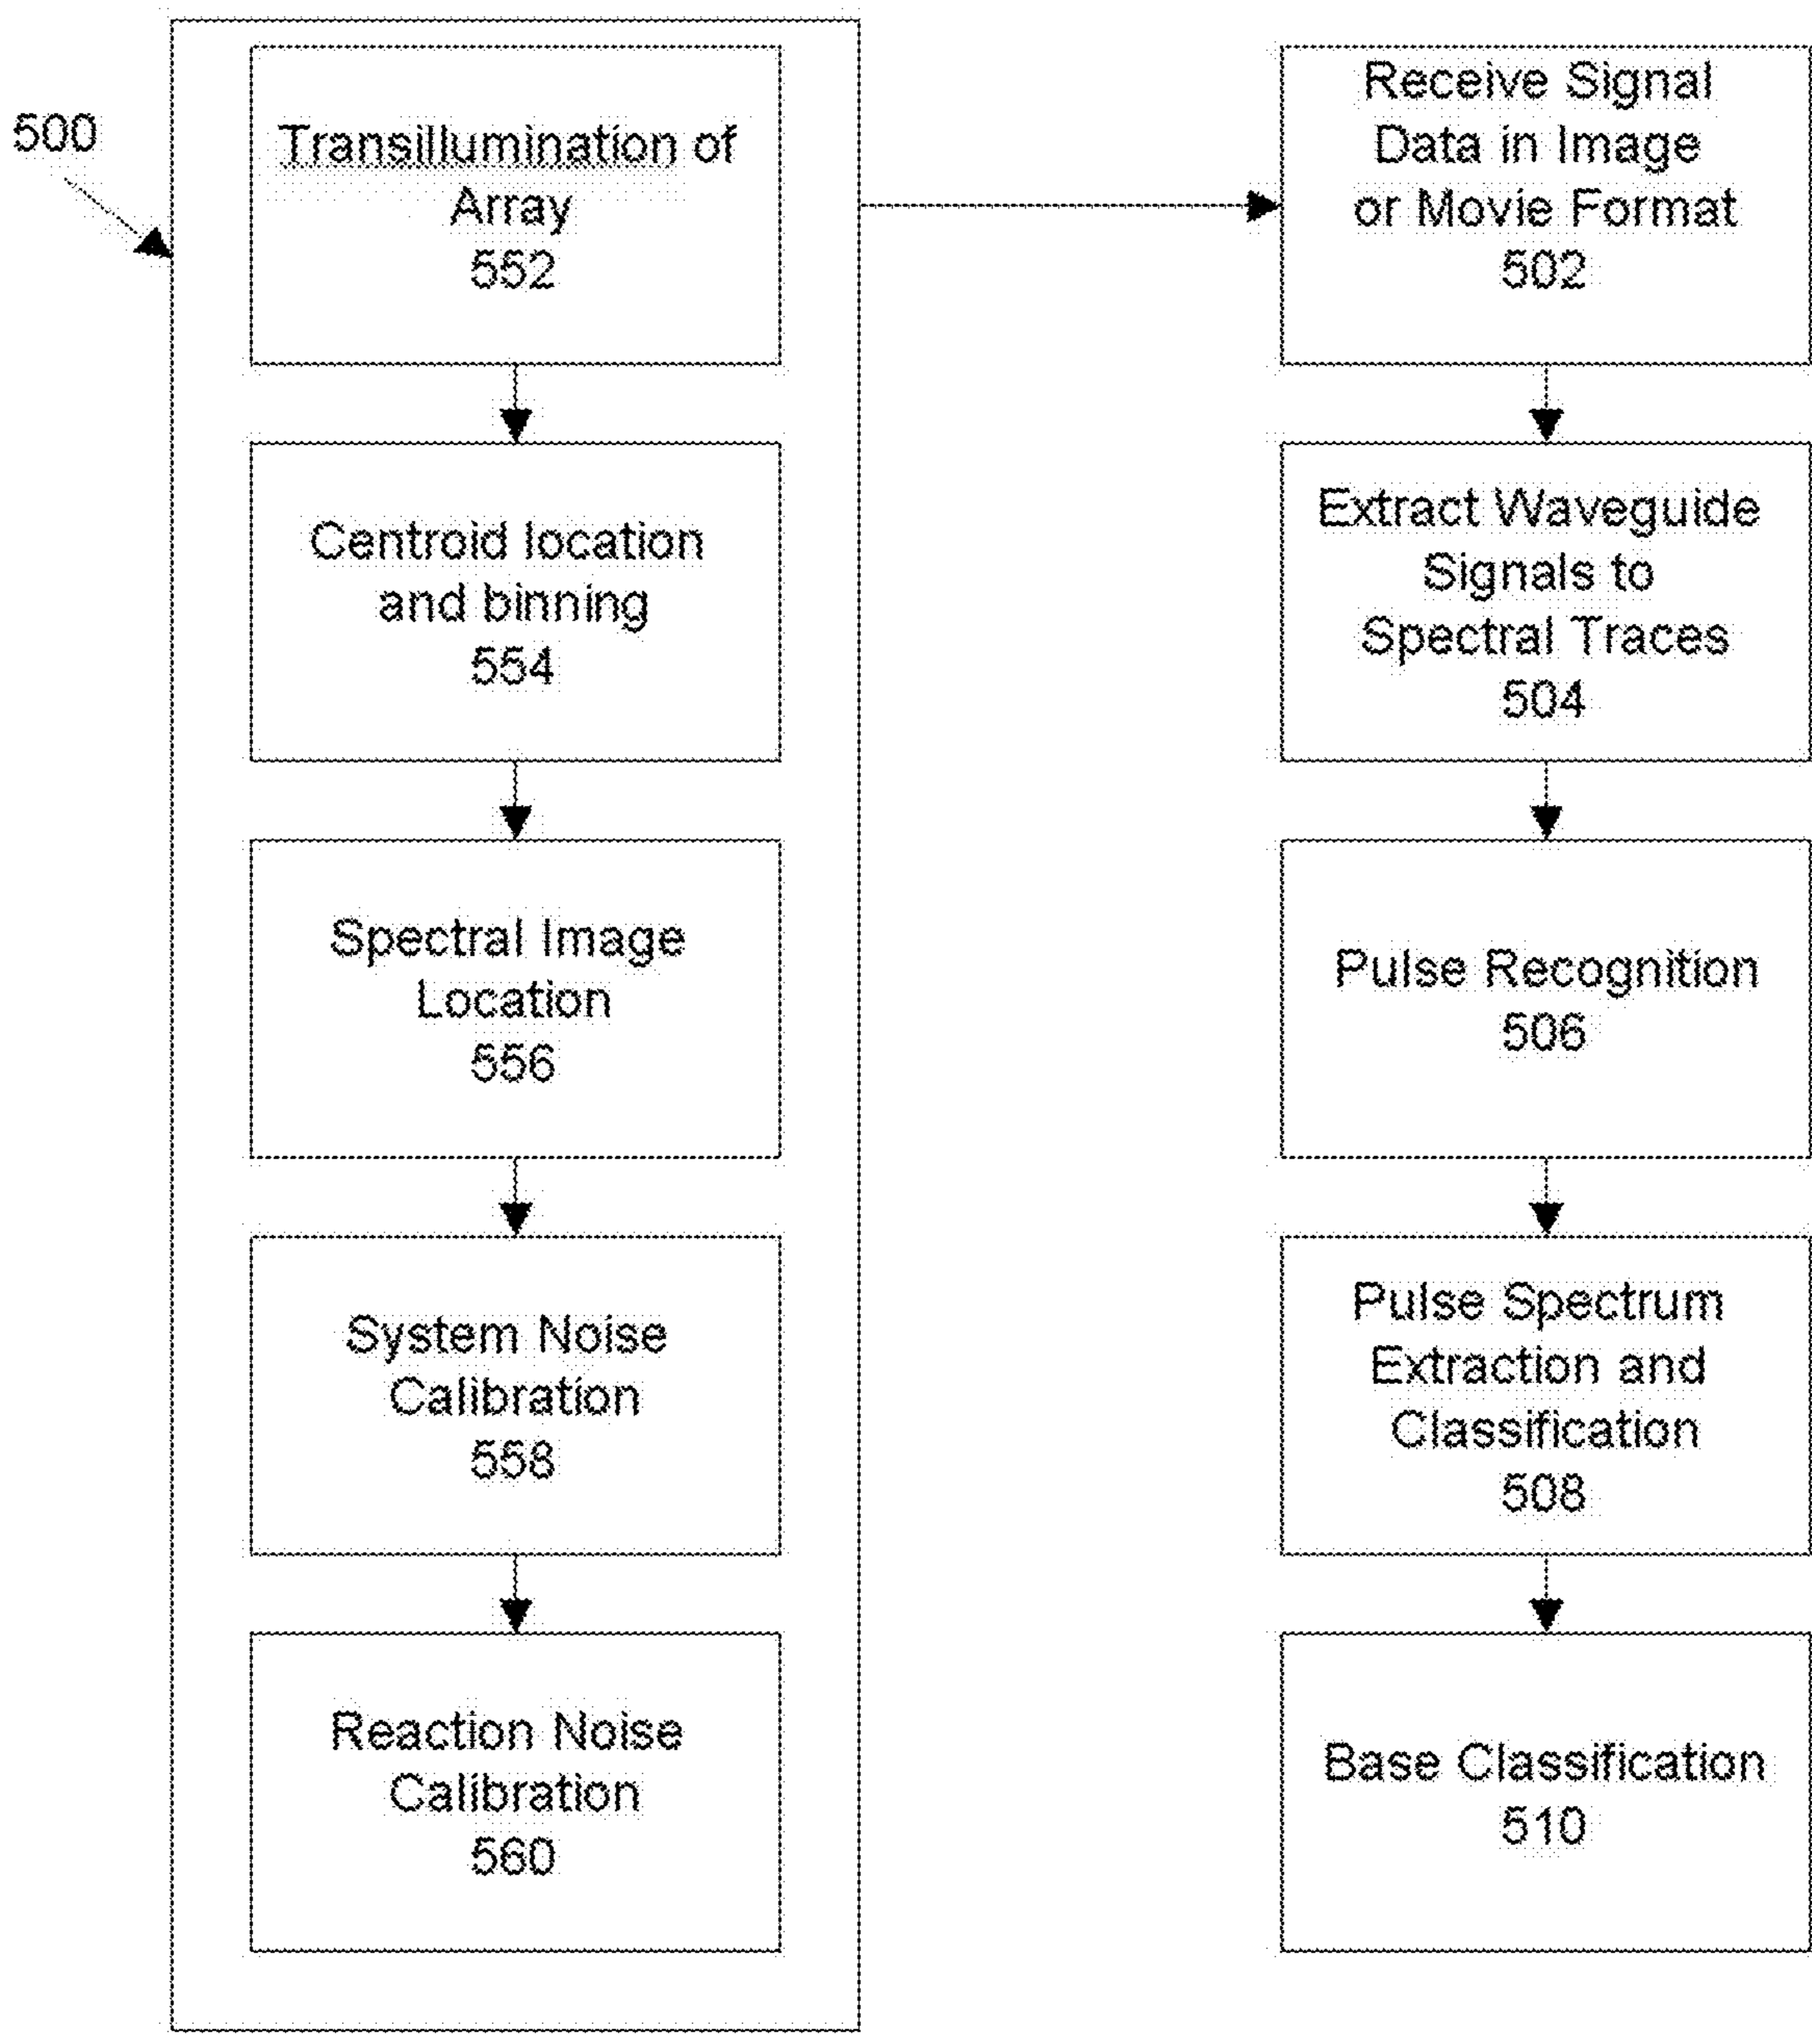 500
Transillumination of
Array
552
Centroid location
and binning
554
Spectral Image
Location
556
System Noise
Calibration
558
Reaction Noise
Calibration
560
Receive Signal
Data in Image
or Movie Format
502
Extract Waveguide
Signals to
Spectral Traces
504
Pulse Recognition
506
Pulse Spectrum
Extraction and
Classification
508
Base Classification
510